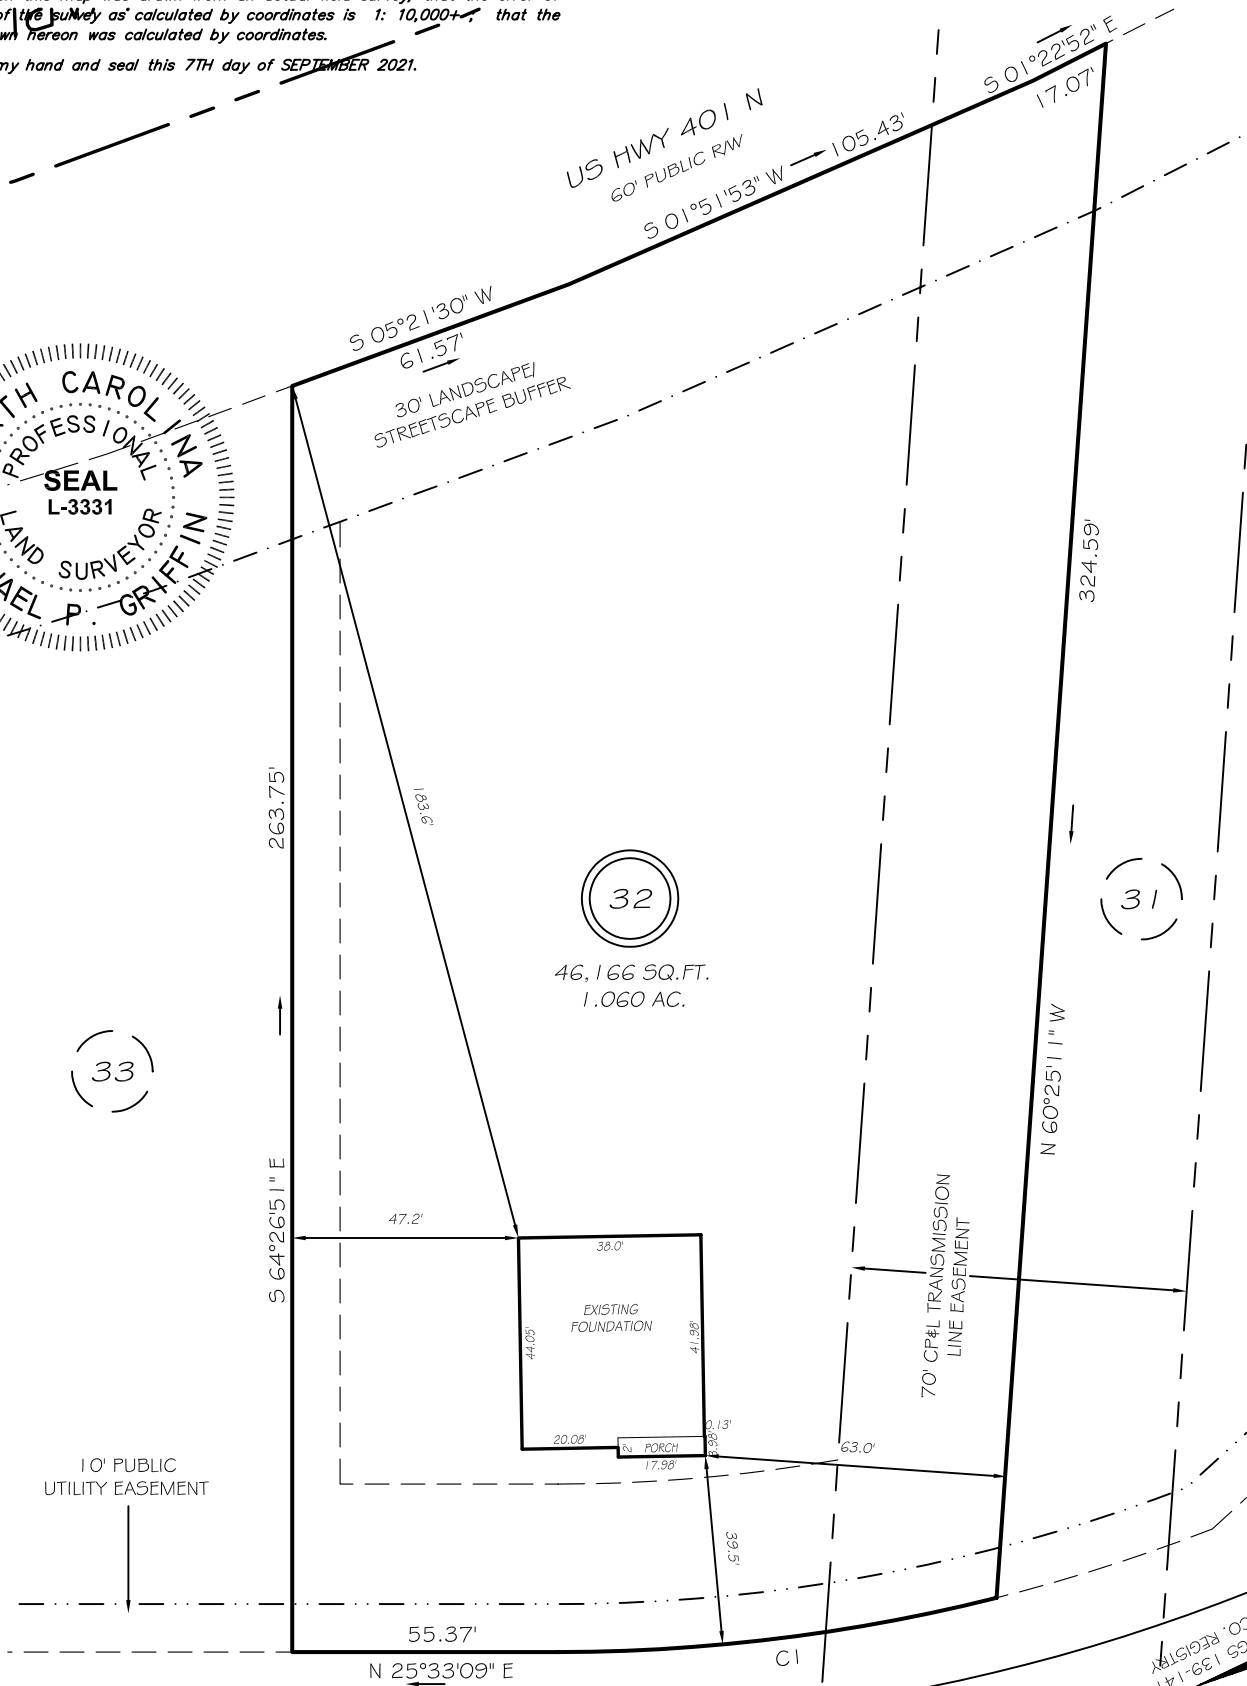 of the survey as calculated by coordinates is 1: 10,000+; that the
hereon was calculated by coordinates.
my hand and seal this 7TH day of SEPTEMBER 2021.
S 01°22'52" E
17.07'
US HWY 401 N
60' PUBLIC R/W
105.43'
S 01°51'53" W
S 05°21'30" W
61.57'
30' LANDSCAPE/
STREETSCAPE BUFFER
CAROLINA
PROFESSIONAL
SEAL
L-3331
LAND SURVEYOR
P. GRIFFIN
324.59'
263.75'
183.6'
32
46,166 SQ.FT.
1.060 AC.
31
33
N 60°25'11" W
S 64°26'51" E
47.2'
38.0'
EXISTING
FOUNDATION
44.05'
41.98'
70' CP&L TRANSMISSION
LINE EASEMENT
0.13'
20.08'
2'
PORCH
17.98'
63.0'
10' PUBLIC
UTILITY EASEMENT
39.5'
55.37'
N 25°33'09" E
C1
CO. REGISTRY